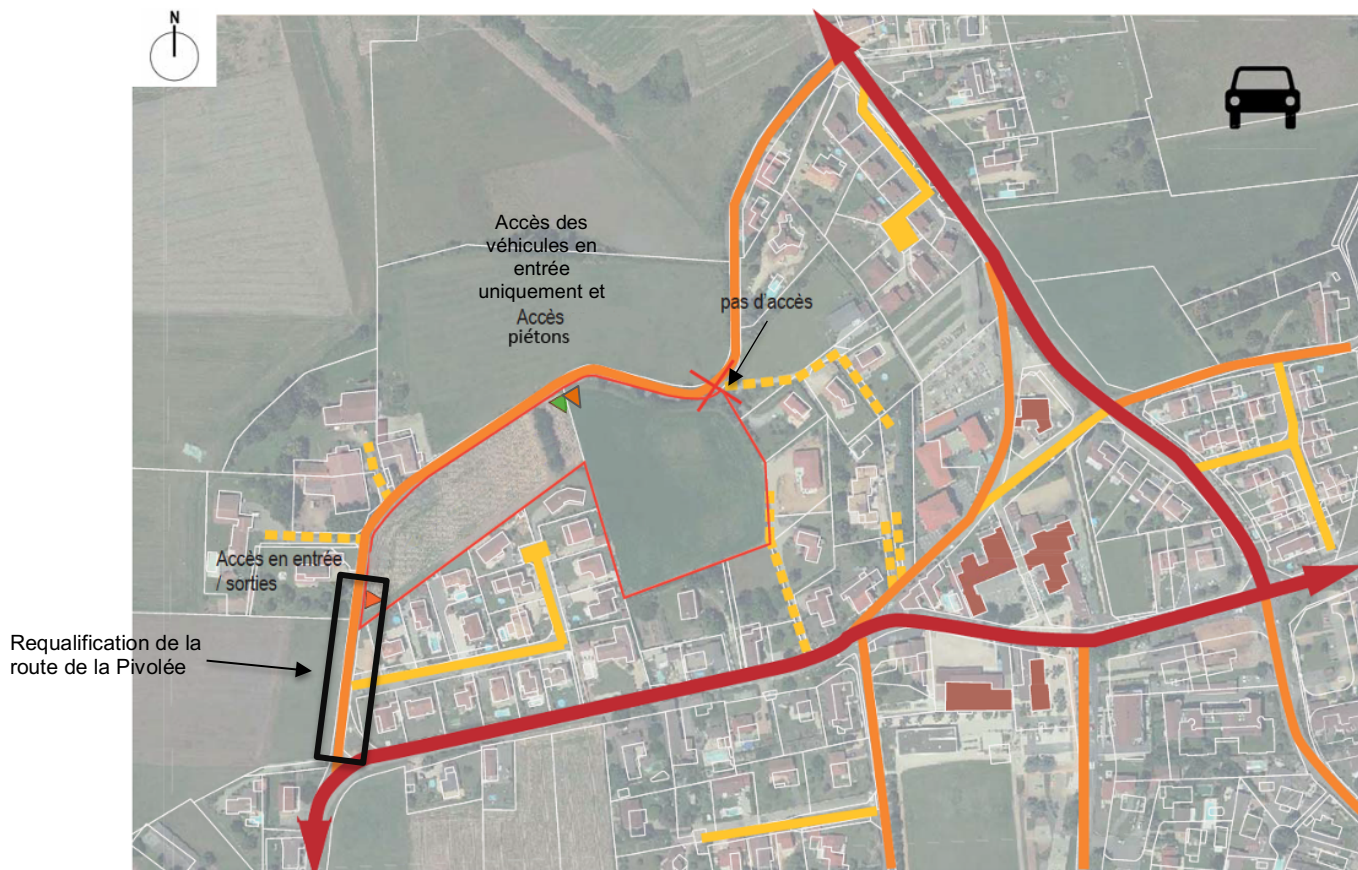 N
Accès des
véhicules en
entrée
uniquement et
Accès
piétons
pas d'accès
Accès en entrée
/ sorties
Requalification de la
route de la Pivolée